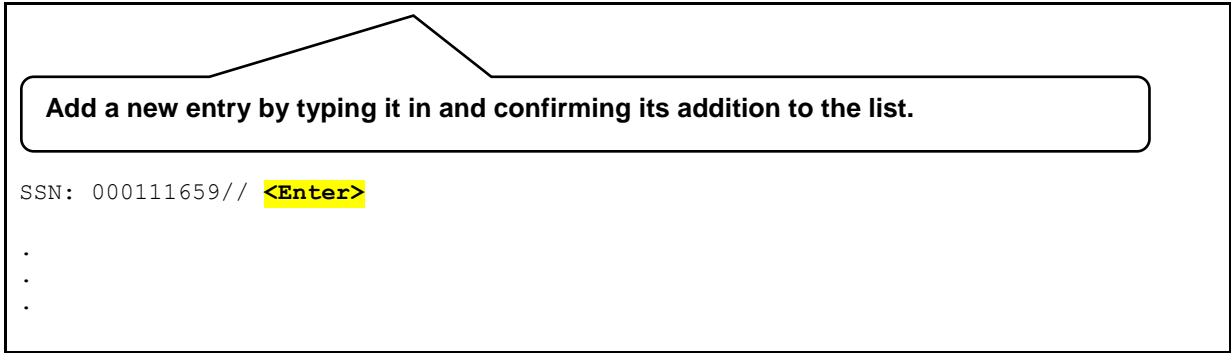 Add a new entry by typing it in and confirming its addition to the list.
SSN: 000111659// <Enter>
.
.
.